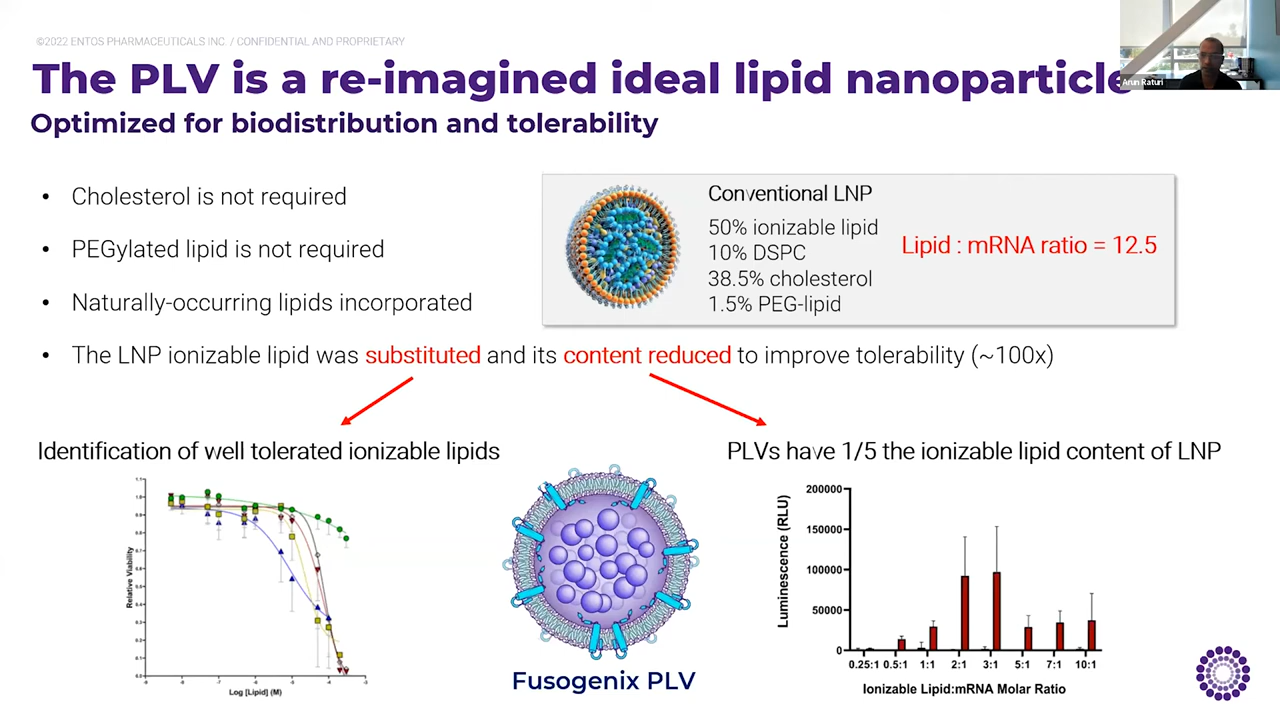 ©2022 ENTOS PHARMACEUTICALS INC. / CONFIDENTIAL AND PROPRIETARY
The PLV is a re-imagined ideal lipid nanoparticle
Arun Raturi
Optimized for biodistribution and tolerability
• Cholesterol is not required
• PEGylated lipid is not required
• Naturally-occurring lipids incorporated
• The LNP ionizable lipid was substituted and its content reduced to improve tolerability (~100x)
Conventional LNP
50% ionizable lipid
10% DSPC
38.5% cholesterol
1.5% PEG-lipid
Lipid : mRNA ratio = 12.5
Identification of well tolerated ionizable lipids
Relative Viability
Log [Lipid] (M)
Fusogenix PLV
PLVs have 1/5 the ionizable lipid content of LNP
Luminescence (RLU)
200000
150000
100000
50000
0
0.25:1 0.5:1 1:1 2:1 3:1 5:1 7:1 10:1
Ionizable Lipid:mRNA Molar Ratio